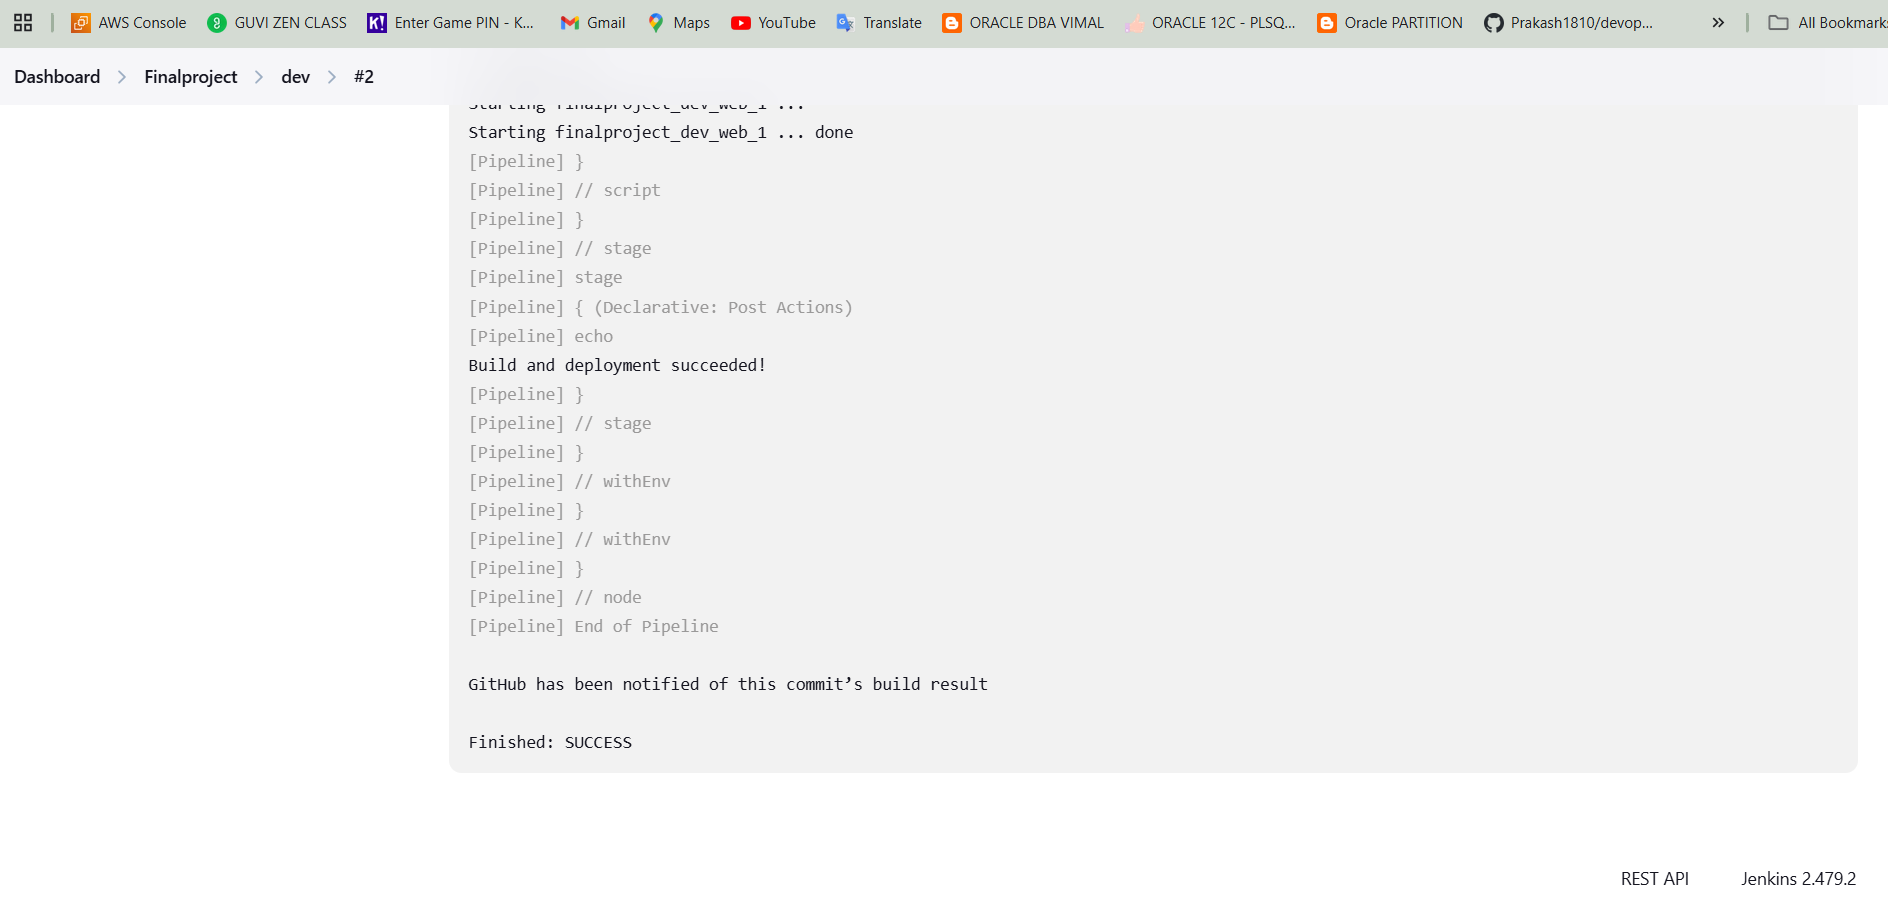 AWS Console GUVI ZEN CLASS Enter Game PIN - K... Gmail Maps YouTube Translate ORACLE DBA VIMAL ORACLE 12C - PLSQ... Oracle PARTITION Prakash1810/devop... » All Bookmarks
Dashboard > Finalproject > dev > #2
Starting finalproject_dev_web_1 ...
Starting finalproject_dev_web_1 ... done
[Pipeline] }
[Pipeline] // script
[Pipeline] }
[Pipeline] // stage
[Pipeline] stage
[Pipeline] { (Declarative: Post Actions)
[Pipeline] echo
Build and deployment succeeded!
[Pipeline] }
[Pipeline] // stage
[Pipeline] }
[Pipeline] // withEnv
[Pipeline] }
[Pipeline] // withEnv
[Pipeline] }
[Pipeline] // node
[Pipeline] End of Pipeline
GitHub has been notified of this commit’s build result
Finished: SUCCESS
REST API Jenkins 2.479.2